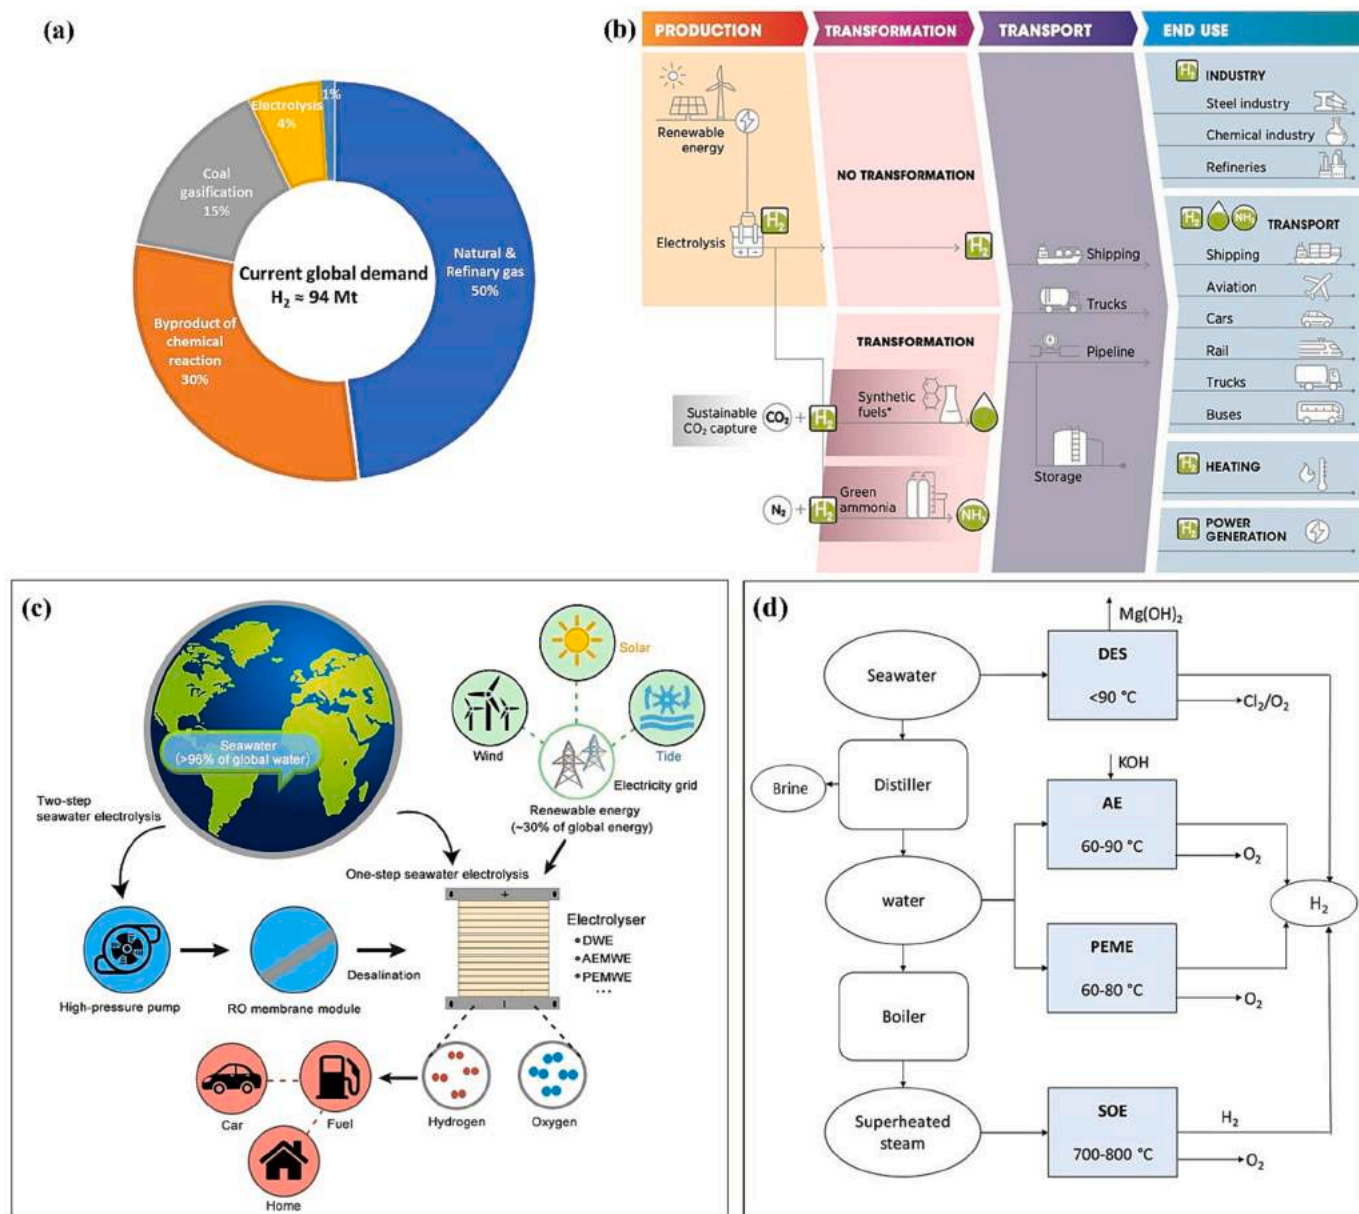 (a)
Electrolysis
4%
1%
Coal
gasification
15%
Natural &
Refinary gas
50%
Current global demand
H₂ ≈ 94 Mt
Byproduct of
chemical
reaction
30%
(b)
PRODUCTION
TRANSFORMATION
TRANSPORT
END USE
Renewable
energy
Electrolysis
H₂
NO TRANSFORMATION
H₂
TRANSFORMATION
Sustainable
CO₂ capture
CO₂ + H₂
Synthetic
fuels*
N₂ + H₂
Green
ammonia
NH₃
Shipping
Trucks
Pipeline
Storage
H₂ INDUSTRY
Steel industry
Chemical industry
Refineries
H₂ NH₃ TRANSPORT
Shipping
Aviation
Cars
Rail
Trucks
Buses
H₂ HEATING
H₂ POWER
GENERATION
(c)
Seawater
(>96% of global water)
Solar
Wind
Tide
Electricity grid
Renewable energy
(~30% of global energy)
Two-step
seawater electrolysis
One-step seawater electrolysis
High-pressure pump
RO membrane module
Desalination
+
Electrolyser
•DWE
•AEMWE
•PEMWE
...
Car
Fuel
Hydrogen
Oxygen
Home
(d)
Mg(OH)₂
Seawater
DES
<90 °C
Cl₂/O₂
Brine
Distiller
KOH
AE
60-90 °C
O₂
water
H₂
PEME
60-80 °C
O₂
Boiler
Superheated
steam
SOE
700-800 °C
H₂
O₂